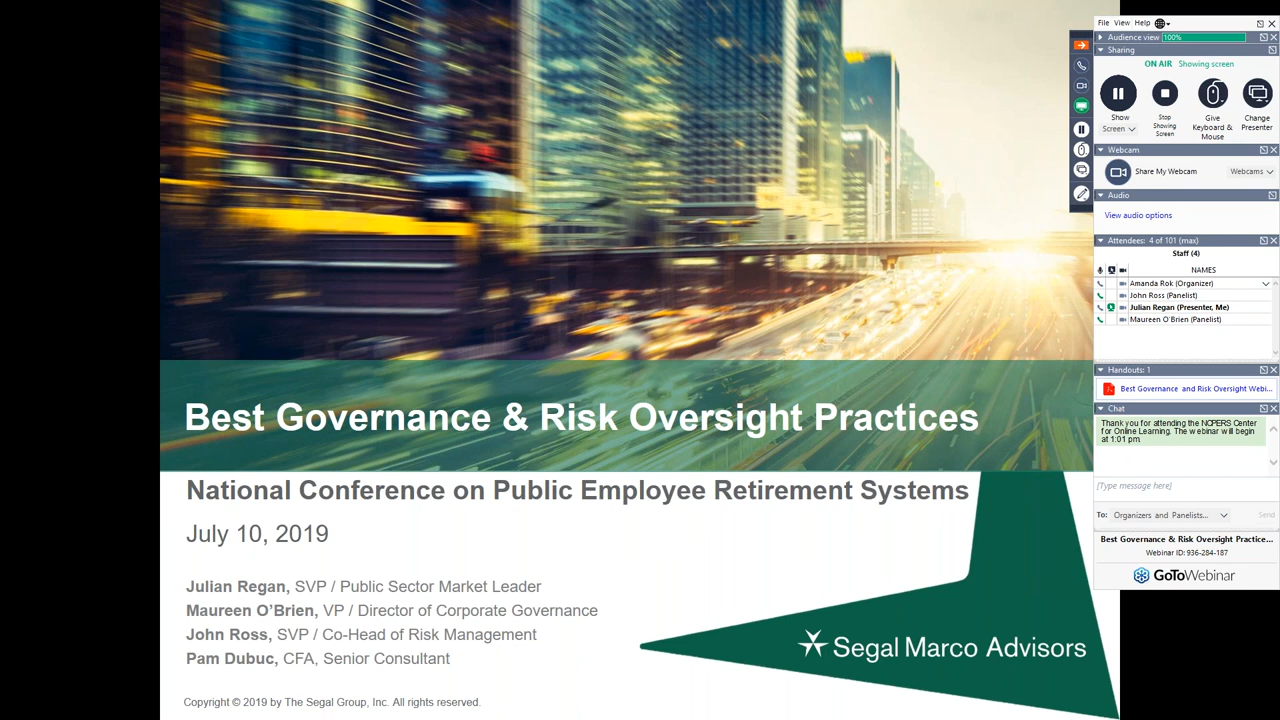 Best Governance & Risk Oversight Practices
National Conference on Public Employee Retirement Systems
July 10, 2019
Julian Regan, SVP / Public Sector Market Leader
Maureen O'Brien, VP / Director of Corporate Governance
John Ross, SVP / Co-Head of Risk Management
Pam Dubuc, CFA, Senior Consultant
Segal Marco Advisors
Copyright © 2019 by The Segal Group, Inc. All rights reserved.
File View Help
Audience view 100%
Sharing
ON AIR Showing screen
Show
Screen
Stop
Showing
Screen
Give
Keyboard &
Mouse
Change
Presenter
Webcam
Share My Webcam Webcams
Audio
View audio options
Attendees: 4 of 101 (max)
Staff (4)
NAMES
Amanda Rok (Organizer)
John Ross (Panelist)
Julian Regan (Presenter, Me)
Maureen O'Brien (Panelist)
Handouts: 1
Best Governance and Risk Oversight Webi...
Chat
Thank you for attending the NCPERS Center
for Online Learning. The webinar will begin
at 1:01 pm.
[Type message here]
To: Organizers and Panelists... Send
Best Governance & Risk Oversight Practice...
Webinar ID: 936-284-187
GoToWebinar